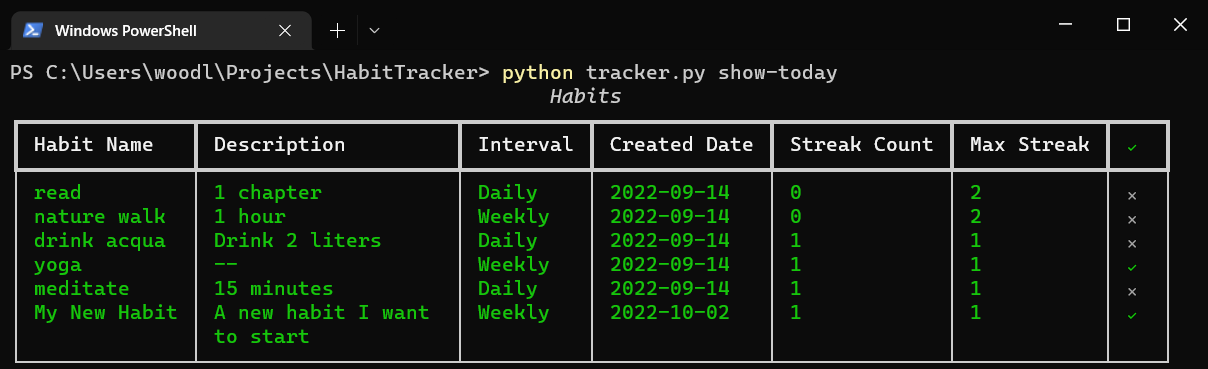 Windows PowerShell
PS C:\Users\woodl\Projects\HabitTracker> python tracker.py show-today
Habits
Habit Name Description Interval Created Date Streak Count Max Streak ✓
read 1 chapter Daily 2022-09-14 0 2 ×
nature walk 1 hour Weekly 2022-09-14 0 2 ×
drink acqua Drink 2 liters Daily 2022-09-14 1 1 ×
yoga -- Weekly 2022-09-14 1 1 ✓
meditate 15 minutes Daily 2022-09-14 1 1 ×
My New Habit A new habit I want Weekly 2022-10-02 1 1 ✓
to start